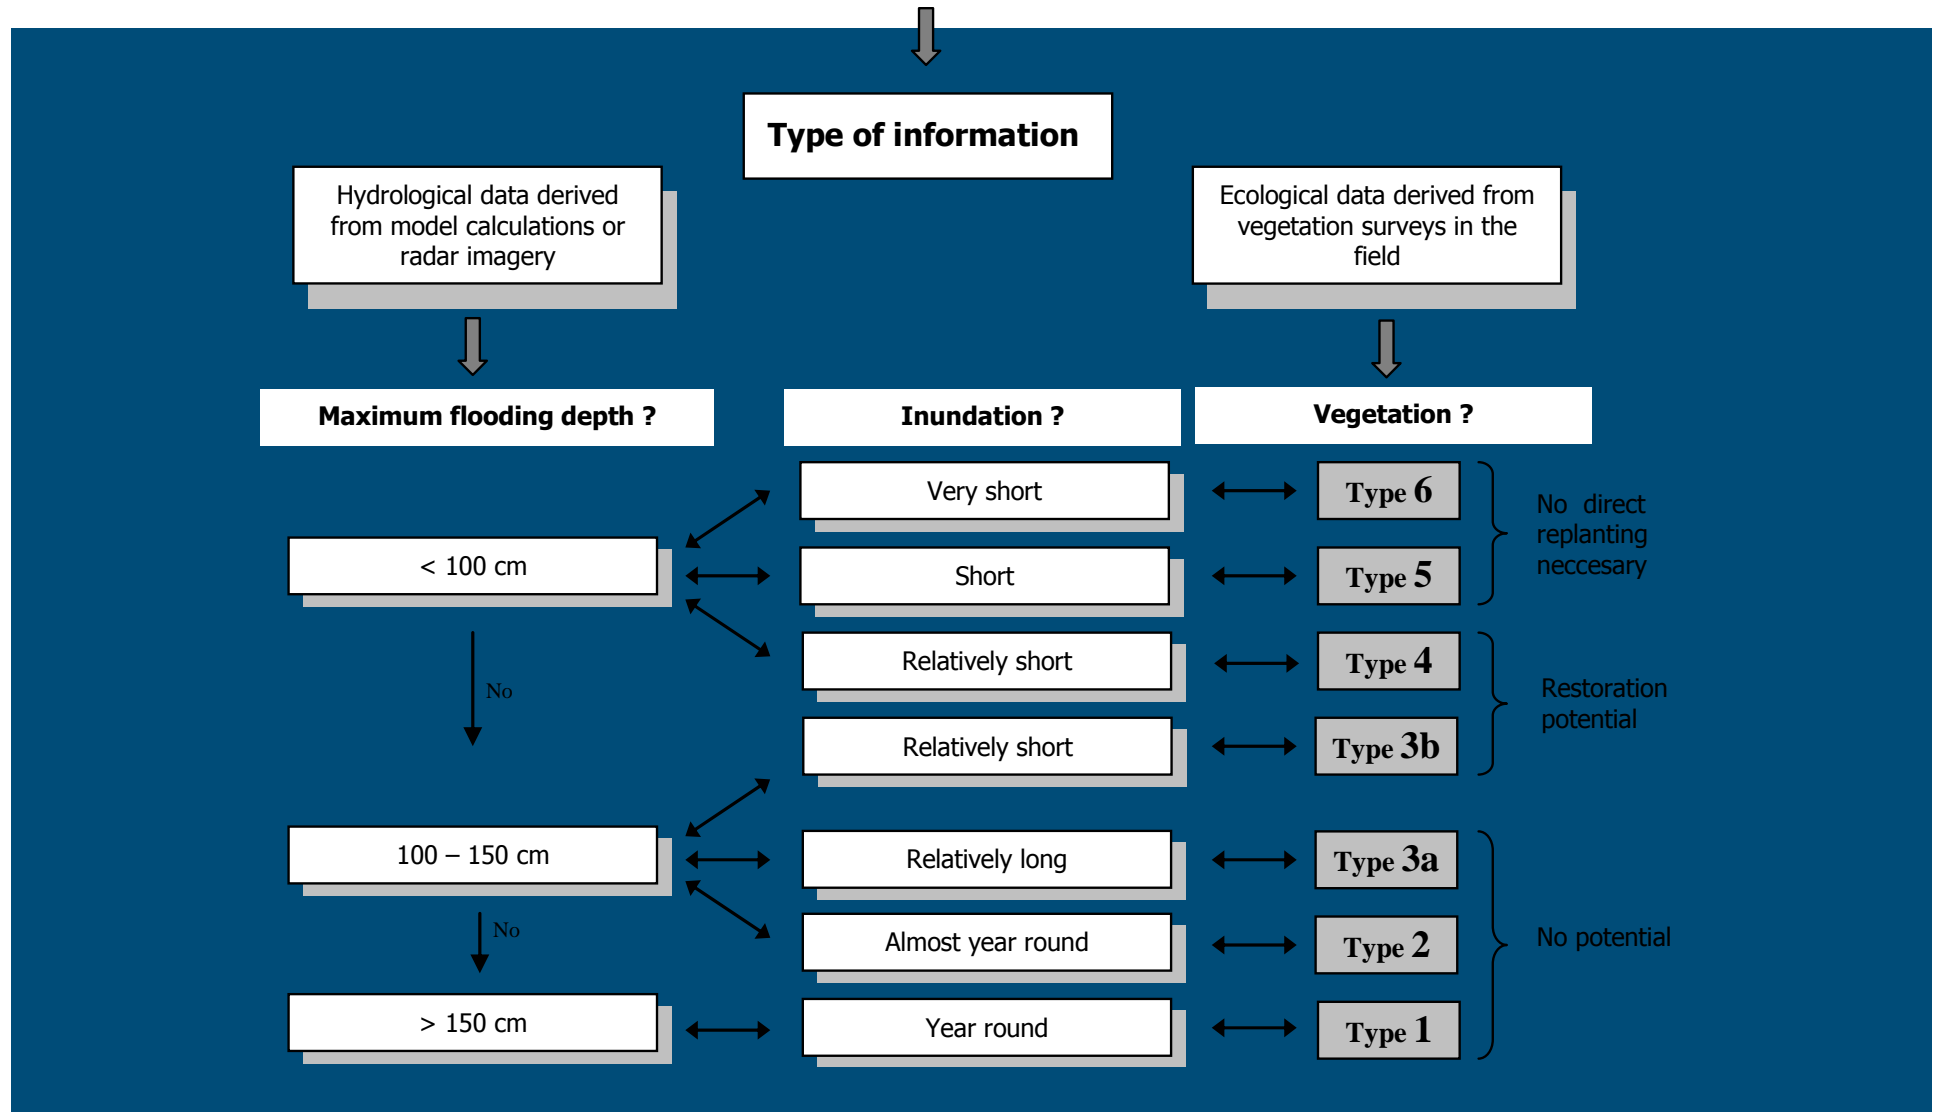 Type of information
Hydrological data derived
from model calculations or
radar imagery
Ecological data derived from
vegetation surveys in the
field
Maximum flooding depth ?
Inundation ?
Vegetation ?
Very short
Type 6
No direct
replanting
neccesary
< 100 cm
Short
Type 5
Relatively short
Type 4
No
Restoration
potential
Relatively short
Type 3b
100 – 150 cm
Relatively long
Type 3a
No
Almost year round
Type 2
No potential
> 150 cm
Year round
Type 1